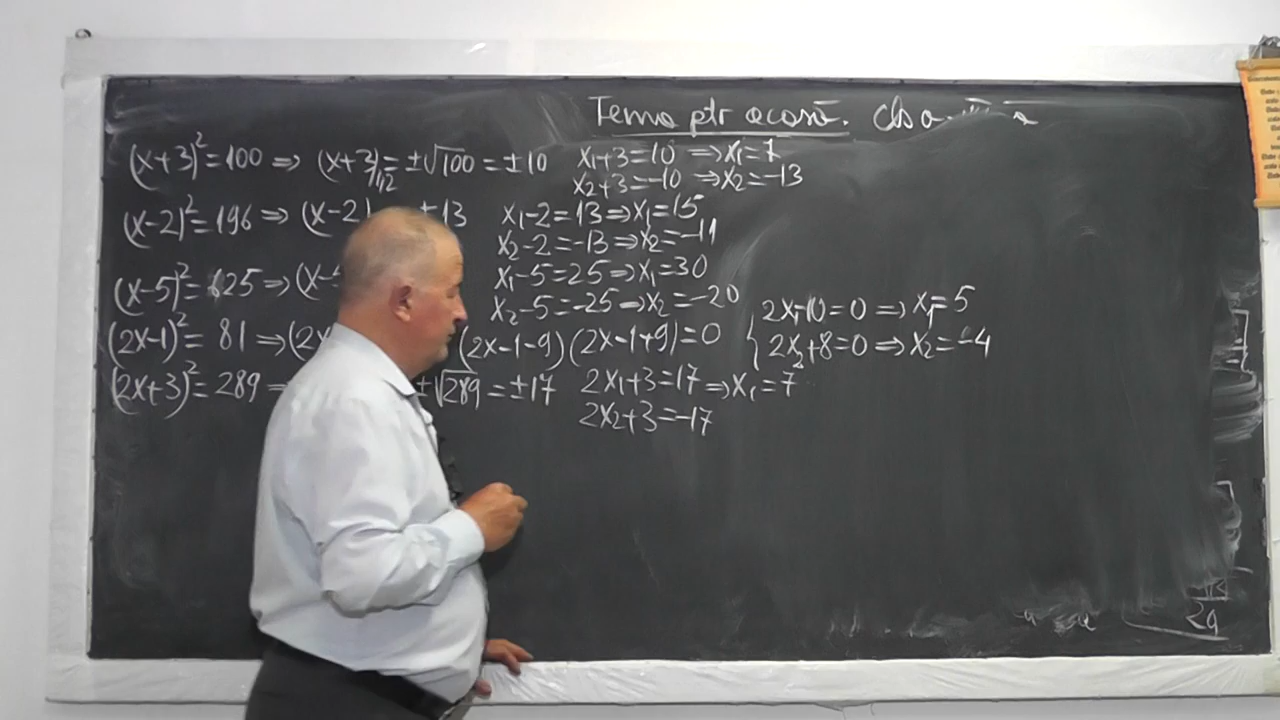 Tema ptr acasă.
(x+3)²=100 ⇒ (x+3)₁,₂=±√100=±10 x₁+3=10 ⇒x₁=7
x₂+3=-10 ⇒x₂=-13
(x-2)²=196 ⇒ (x-2) ±13 x₁-2=13⇒x₁=15
x₂-2=-13⇒x₂=-11
(x-5)²=625⇒(x- x₁-5=25⇒x₁=30
x₂-5=-25⇒x₂=-20
(2x-1)²=81⇒(2x (2x-1-9)(2x-1+9)=0 2x₁-10=0⇒x₁=5
2x₂+8=0⇒x₂=-4
(2x+3)²=289⇒ ±√289=±17 2x₁+3=17⇒x₁=7
2x₂+3=-17
2a